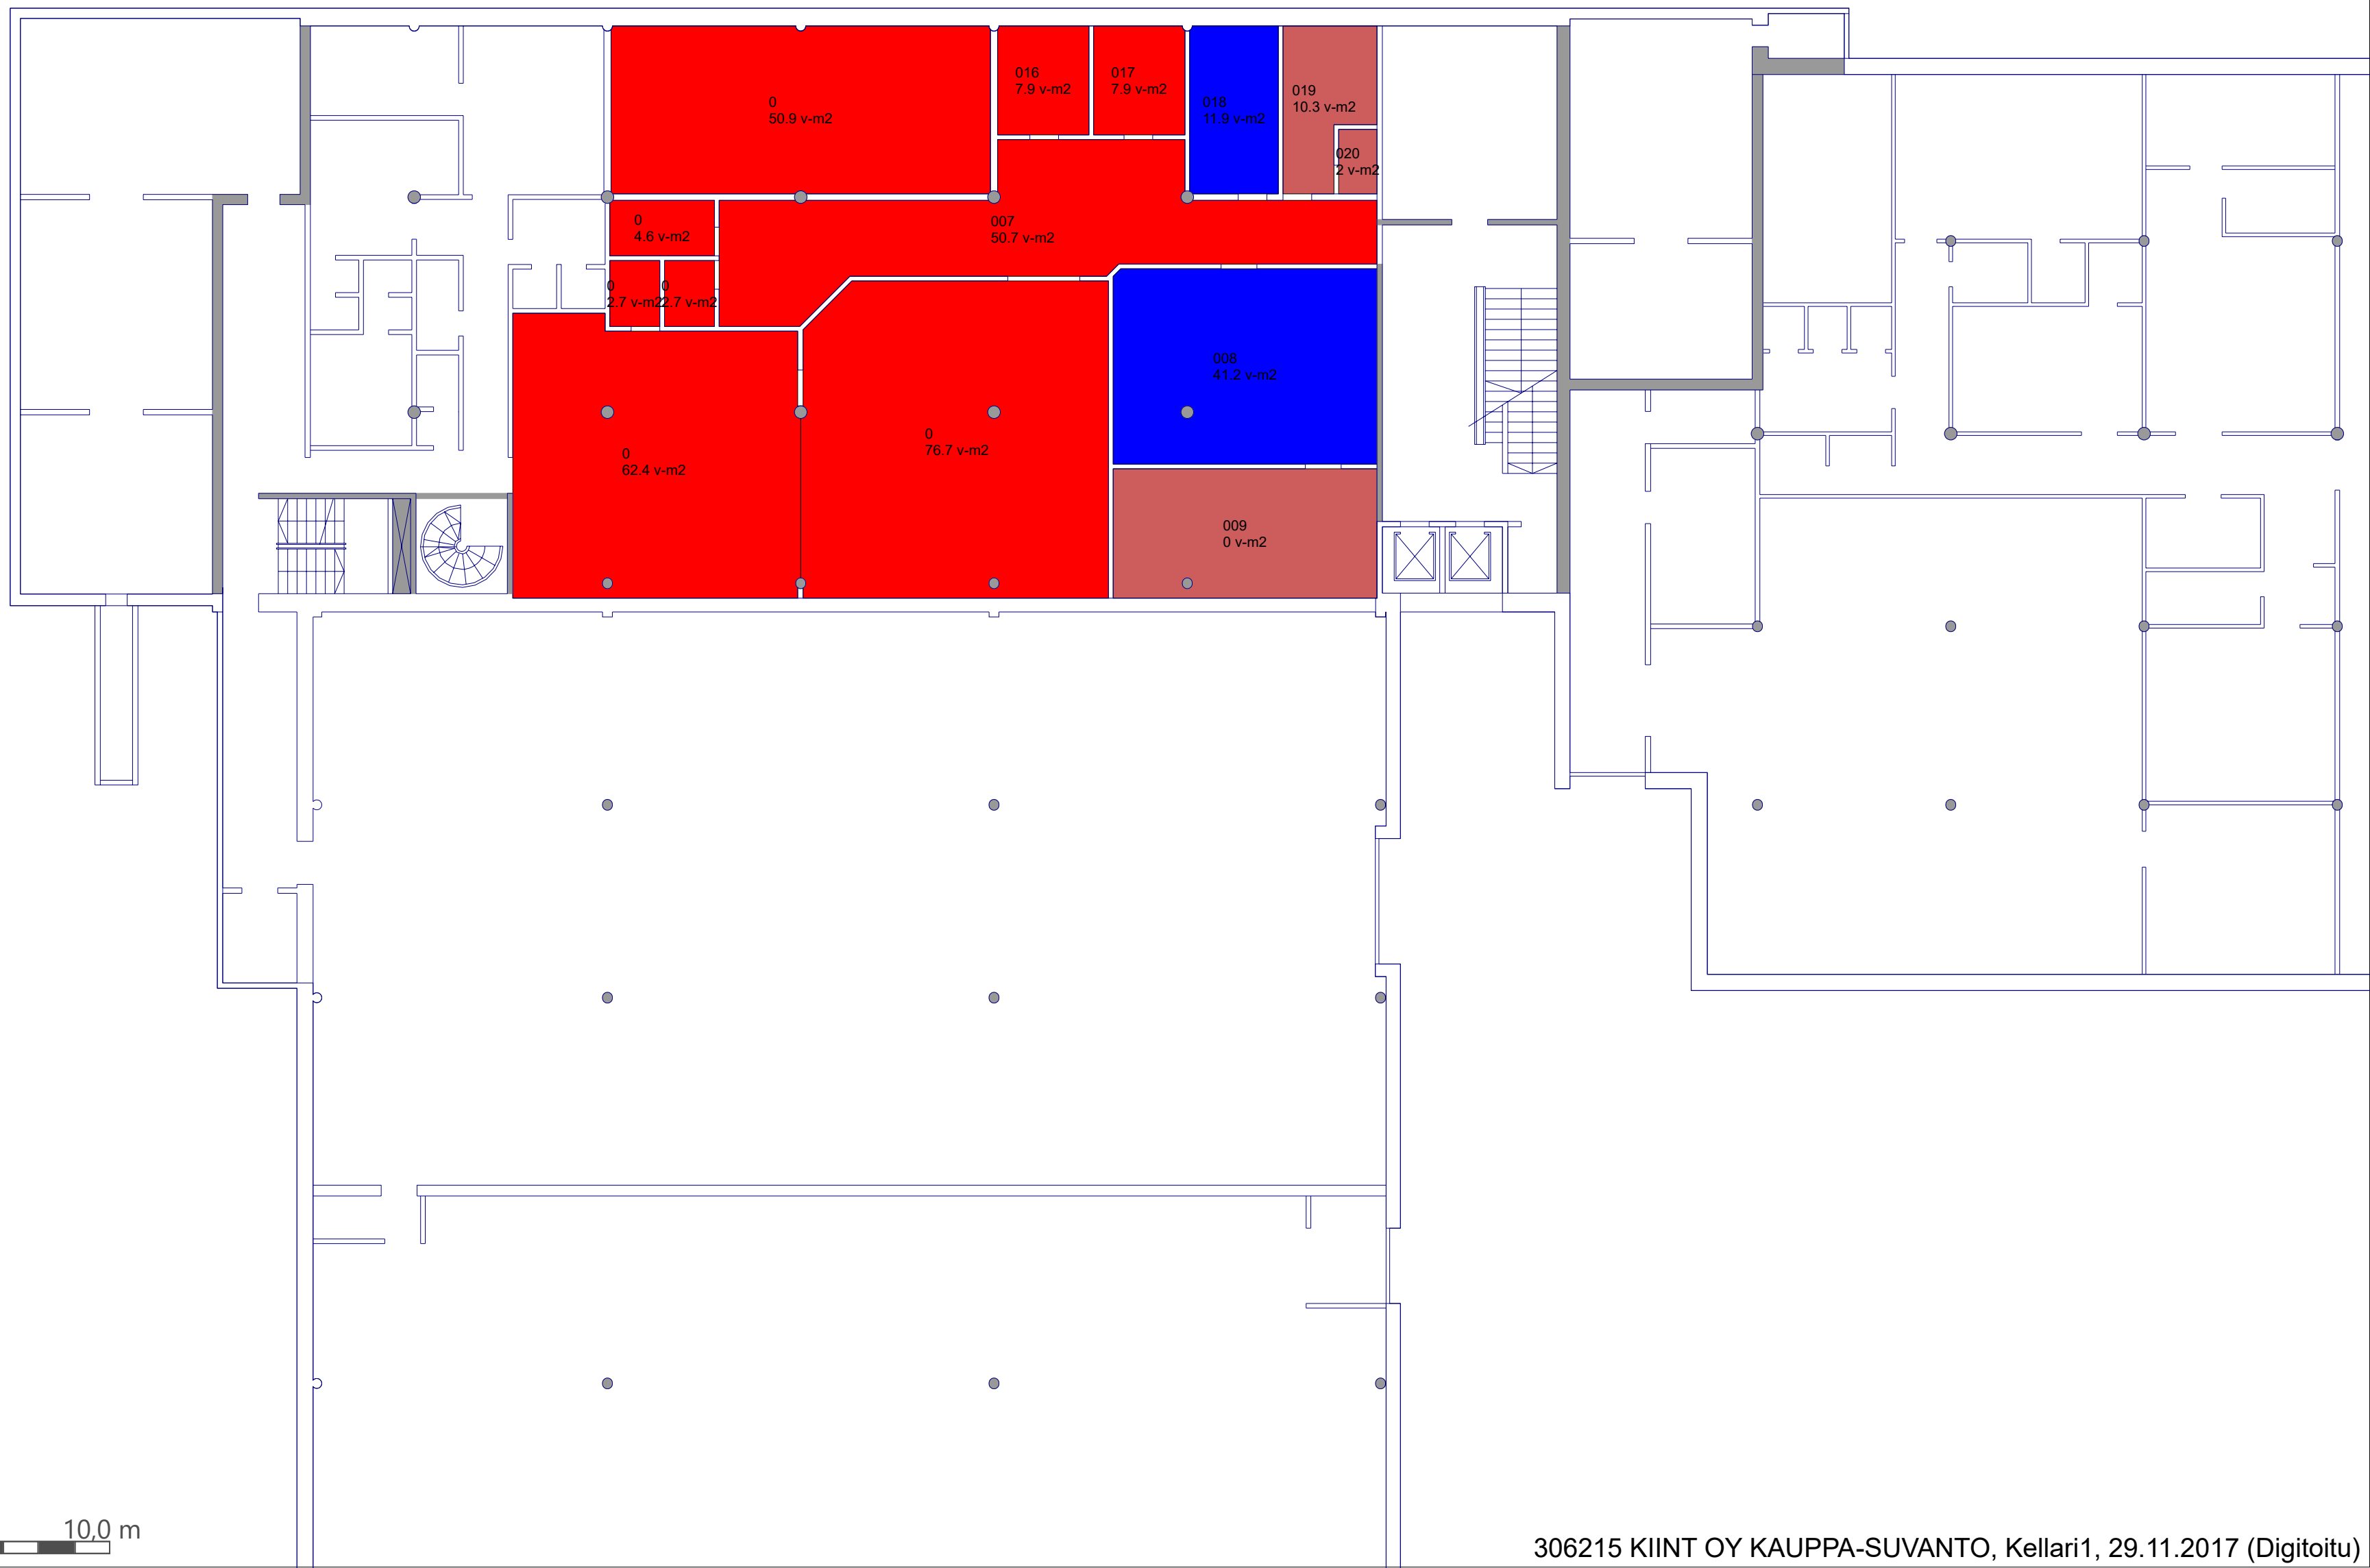 016
7.9 v-m2
017
7.9 v-m2
0
50.9 v-m2
018
11.9 v-m2
019
10.3 v-m2
020
2 v-m2
0
4.6 v-m2
007
50.7 v-m2
0
2.7 v-m2
0
2.7 v-m2
008
41.2 v-m2
0
76.7 v-m2
0
62.4 v-m2
009
0 v-m2
10,0 m
306215 KIINT OY KAUPPA-SUVANTO, Kellari1, 29.11.2017 (Digitoitu)